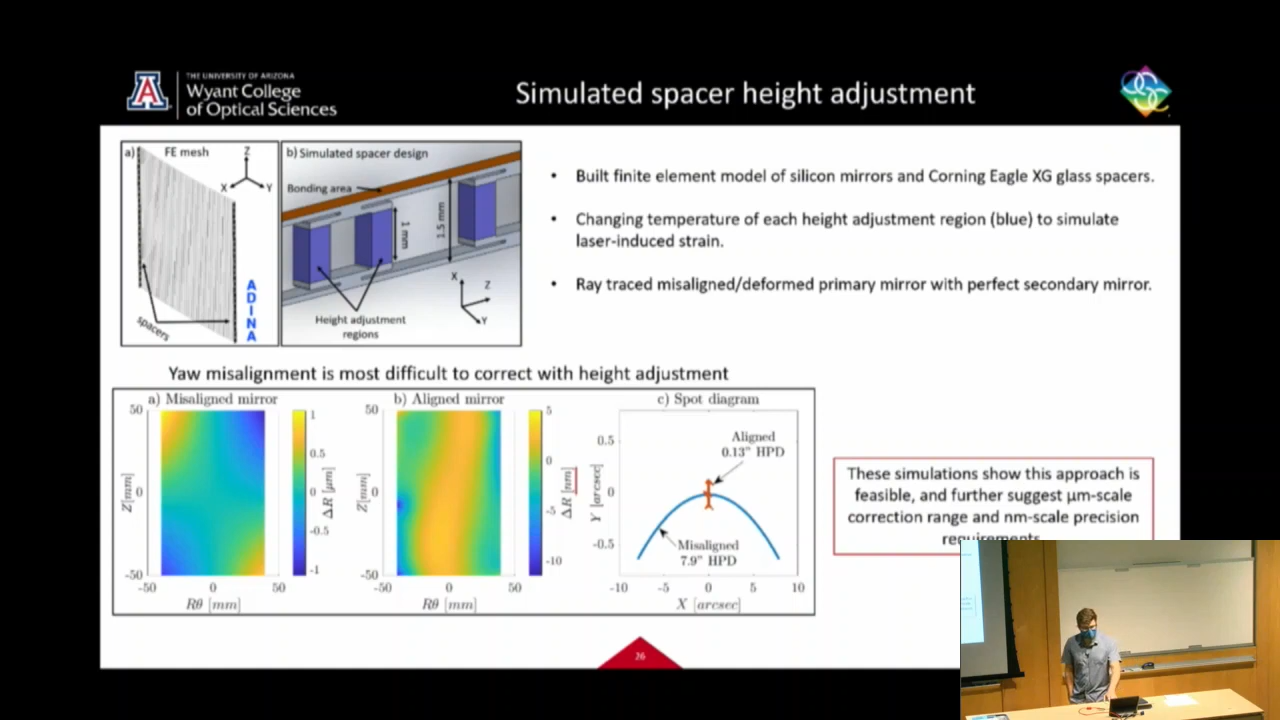 THE UNIVERSITY OF ARIZONA
Wyant College
of Optical Sciences
Simulated spacer height adjustment
a) FE mesh
Z
X
Y
spacers
A
D
I
N
A
b) Simulated spacer design
Bonding area
1 mm
1.5 mm
X
Z
Y
Height adjustment
regions
• Built finite element model of silicon mirrors and Corning Eagle XG glass spacers.
• Changing temperature of each height adjustment region (blue) to simulate
laser-induced strain.
• Ray traced misaligned/deformed primary mirror with perfect secondary mirror.
Yaw misalignment is most difficult to correct with height adjustment
a) Misaligned mirror
50
0
-50
Z[mm]
-50 0 50
Rθ [mm]
1
0.5
0
-0.5
-1
ΔR [μm]
b) Aligned mirror
50
0
-50
Z[mm]
-50 0 50
Rθ [mm]
5
0
-5
-10
ΔR [nm]
c) Spot diagram
0.5
0
-0.5
Y [arcsec]
Aligned
0.13" HPD
Misaligned
7.9" HPD
-10 -5 0 5 10
X [arcsec]
These simulations show this approach is
feasible, and further suggest μm-scale
correction range and nm-scale precision
requirements
26